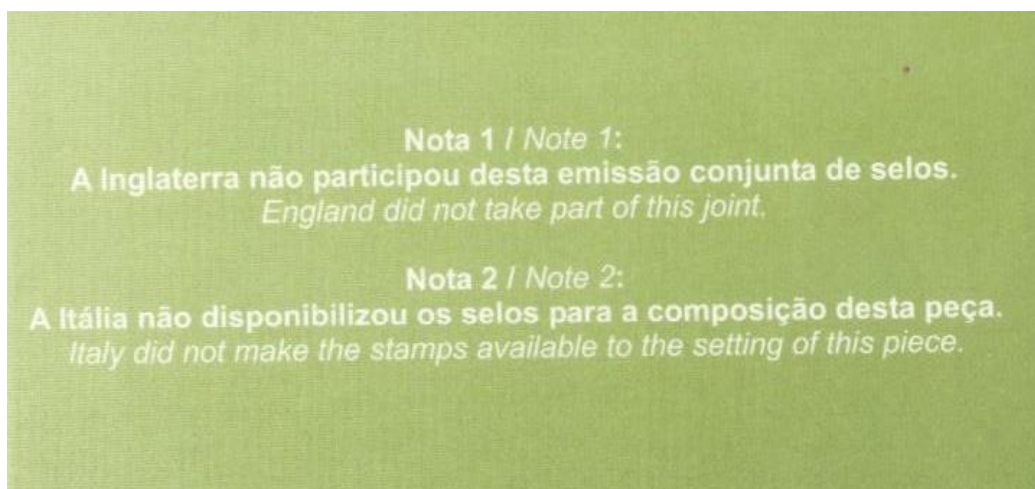 Nota 1 / Note 1:
A Inglaterra não participou desta emissão conjunta de selos.
England did not take part of this joint.
Nota 2 / Note 2:
A Itália não disponibilizou os selos para a composição desta peça.
Italy did not make the stamps available to the setting of this piece.